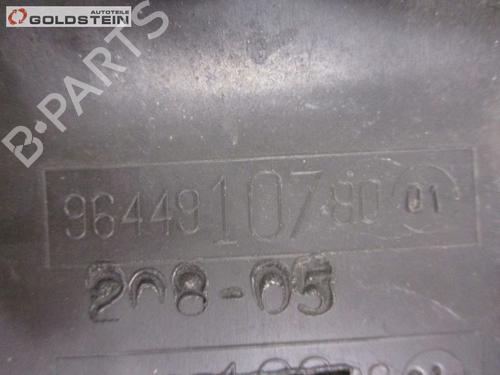 AUTOTEILE
GOLDSTEIN
B-PARTS
9644910780 01
208-05